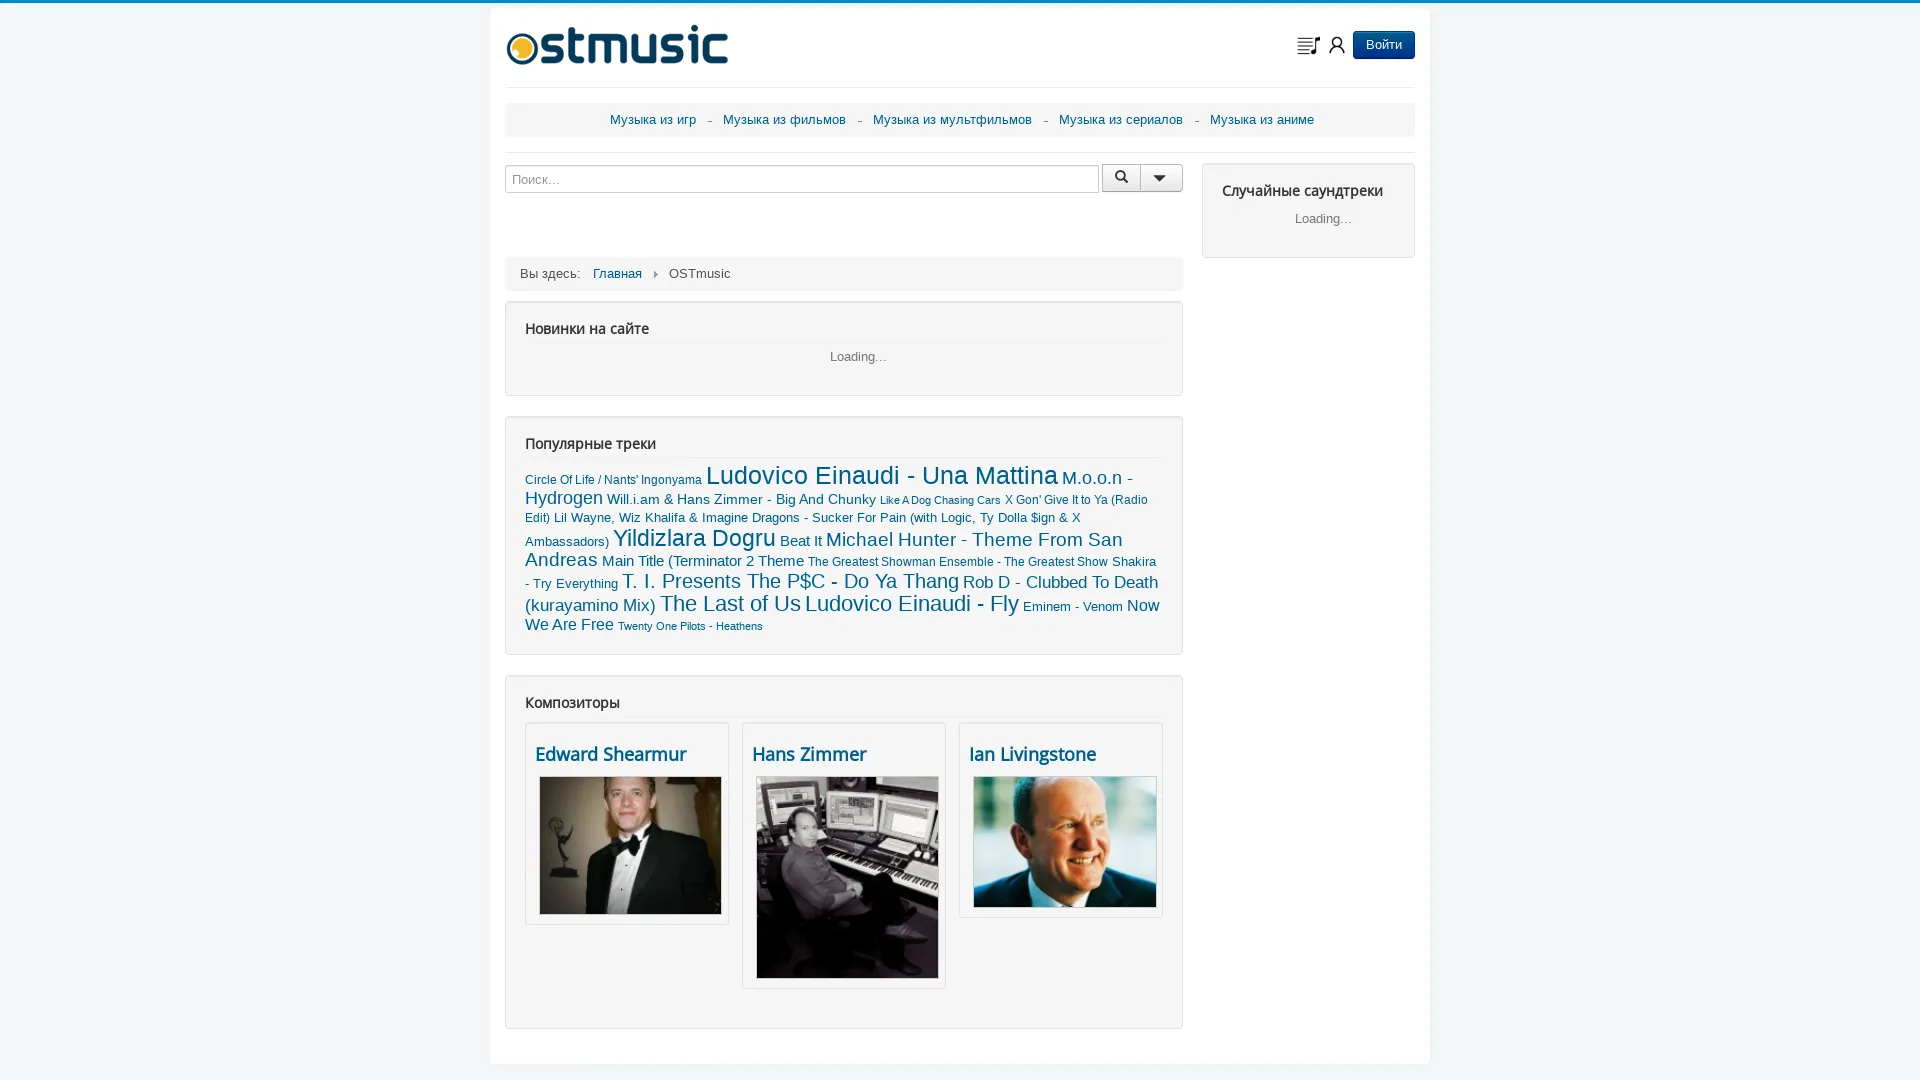 ostmusic
Войти
Музыка из игр - Музыка из фильмов - Музыка из мультфильмов - Музыка из сериалов - Музыка из аниме
Поиск...
Случайные саундтреки
Loading...
Вы здесь: Главная OSTmusic
Новинки на сайте
Loading...
Популярные треки
Circle Of Life / Nants' Ingonyama Ludovico Einaudi - Una Mattina M.o.o.n -
Hydrogen Will.i.am & Hans Zimmer - Big And Chunky Like A Dog Chasing Cars X Gon' Give It to Ya (Radio
Edit) Lil Wayne, Wiz Khalifa & Imagine Dragons - Sucker For Pain (with Logic, Ty Dolla $ign & X
Ambassadors) Yildizlara Dogru Beat It Michael Hunter - Theme From San
Andreas Main Title (Terminator 2 Theme The Greatest Showman Ensemble - The Greatest Show Shakira
- Try Everything T. I. Presents The P$C - Do Ya Thang Rob D - Clubbed To Death
(kurayamino Mix) The Last of Us Ludovico Einaudi - Fly Eminem - Venom Now
We Are Free Twenty One Pilots - Heathens
Композиторы
Edward Shearmur
Hans Zimmer
Ian Livingstone